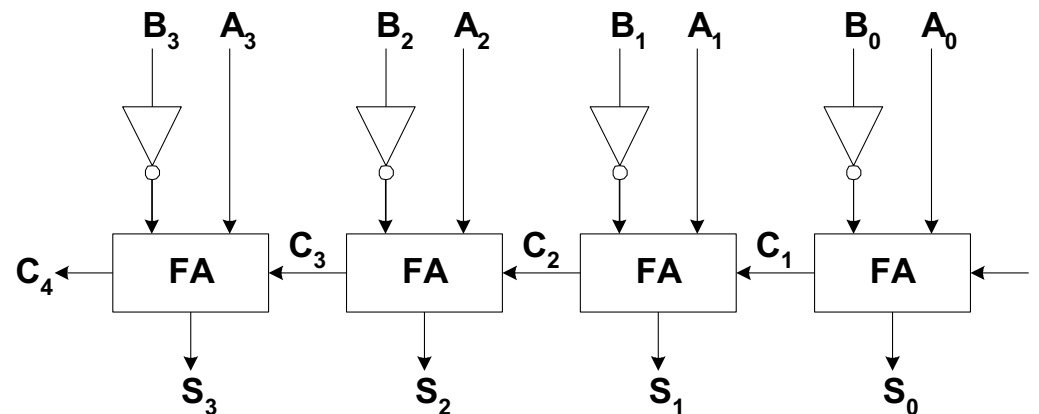 B₃ A₃ B₂ A₂ B₁ A₁ B₀ A₀
C₄ FA C₃ FA C₂ FA C₁ FA
S₃ S₂ S₁ S₀